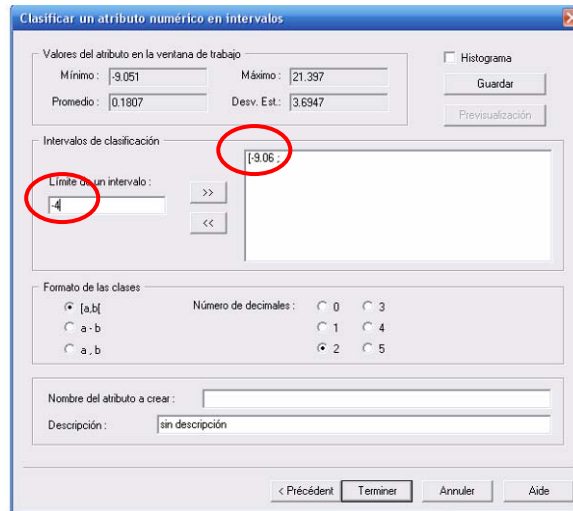 Clasificar un atributo numérico en intervalos
Valores del atributo en la ventana de trabajo
Mínimo : -9.051 Máximo : 21.397
Promedio : 0.1807 Desv. Est.: 3.6947
Histograma
Guardar
Previsualización
Intervalos de clasificación
[-9.06 ;
Límite de un intervalo :
-4
>>
<<
Formato de las clases
[a,b[ Número de decimales : 0 3
a - b 1 4
a , b 2 5
Nombre del atributo a crear :
Descripción : sin descripción
< Précédent Terminer Annuler Aide